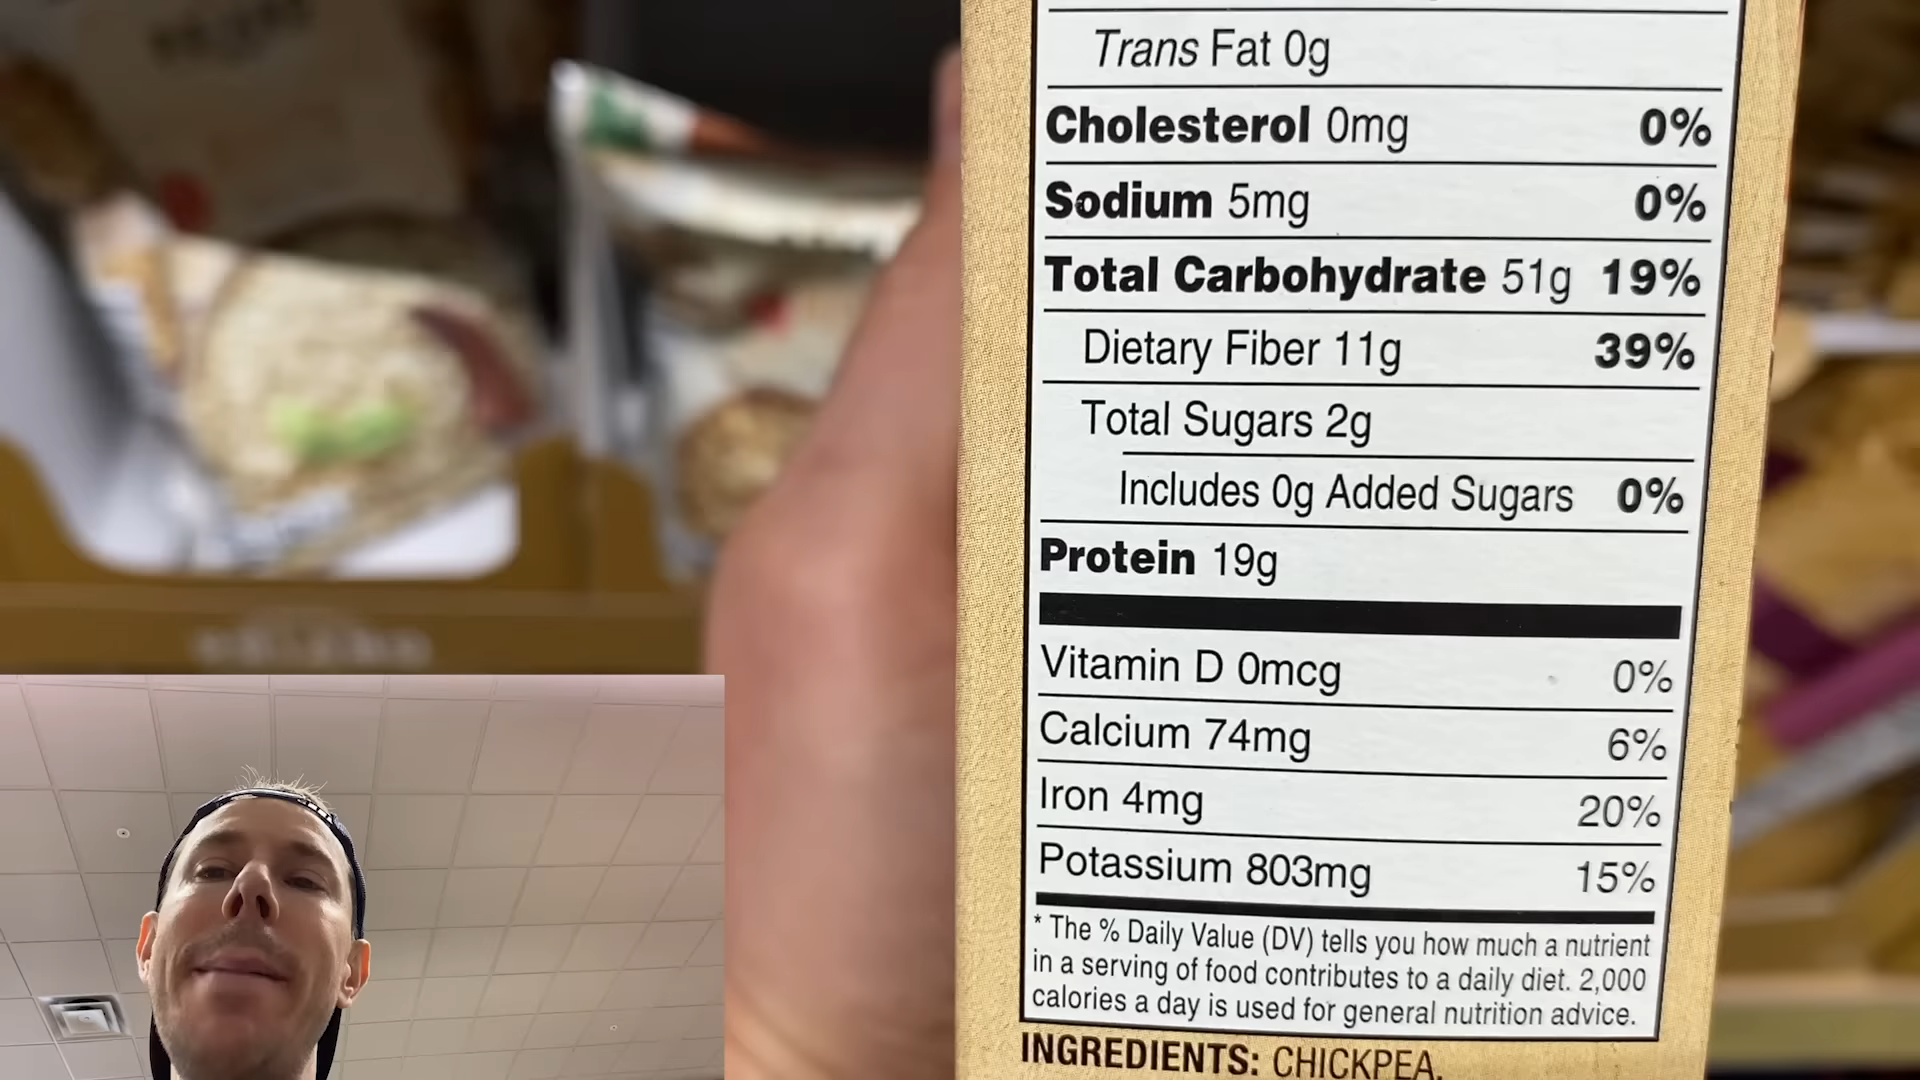 Trans Fat 0g
Cholesterol 0mg 0%
Sodium 5mg 0%
Total Carbohydrate 51g 19%
Dietary Fiber 11g 39%
Total Sugars 2g
Includes 0g Added Sugars 0%
Protein 19g
Vitamin D 0mcg 0%
Calcium 74mg 6%
Iron 4mg 20%
Potassium 803mg 15%
* The % Daily Value (DV) tells you how much a nutrient
in a serving of food contributes to a daily diet. 2,000
calories a day is used for general nutrition advice.
INGREDIENTS: CHICKPEA.